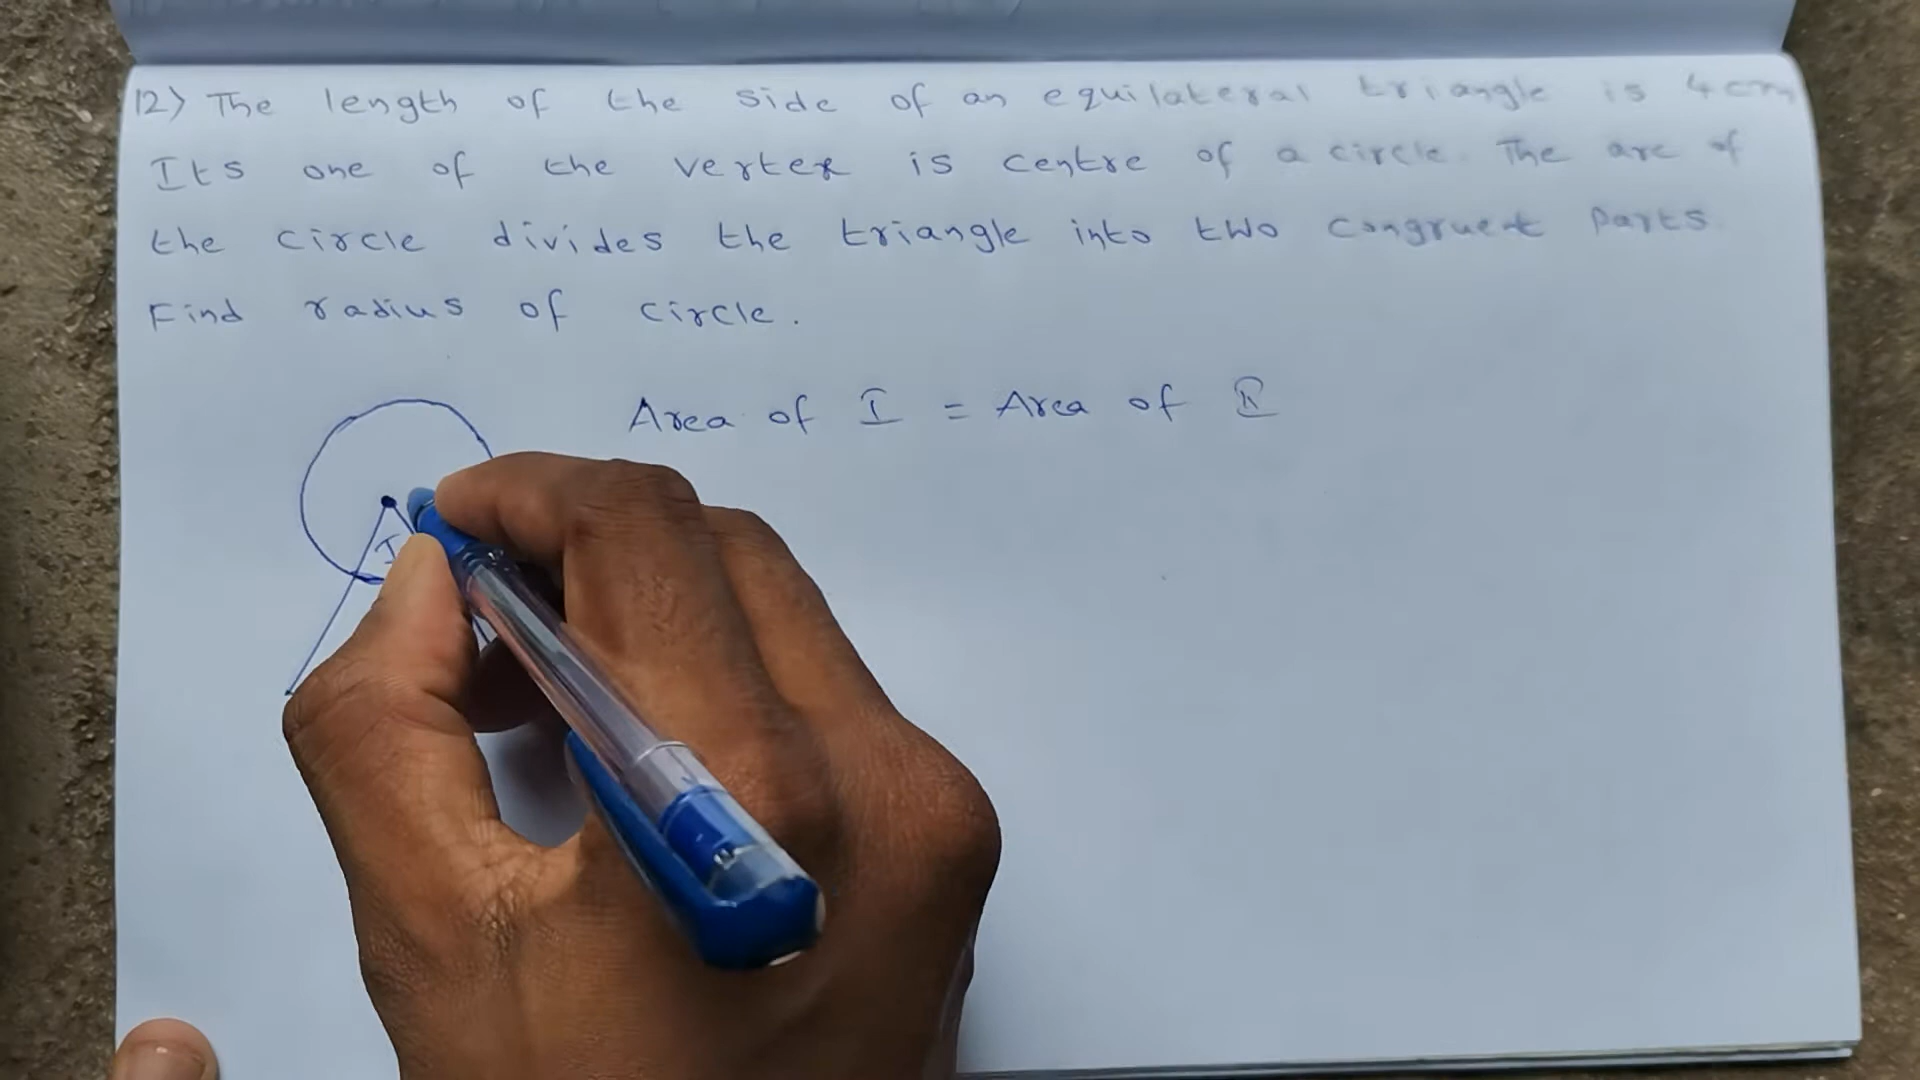 12) The length of the side of an equilateral triangle is 4cm
Its one of the vertex is centre of a circle. The arc of
the circle divides the triangle into two congruent parts.
Find radius of circle.
Area of I = Area of II
I